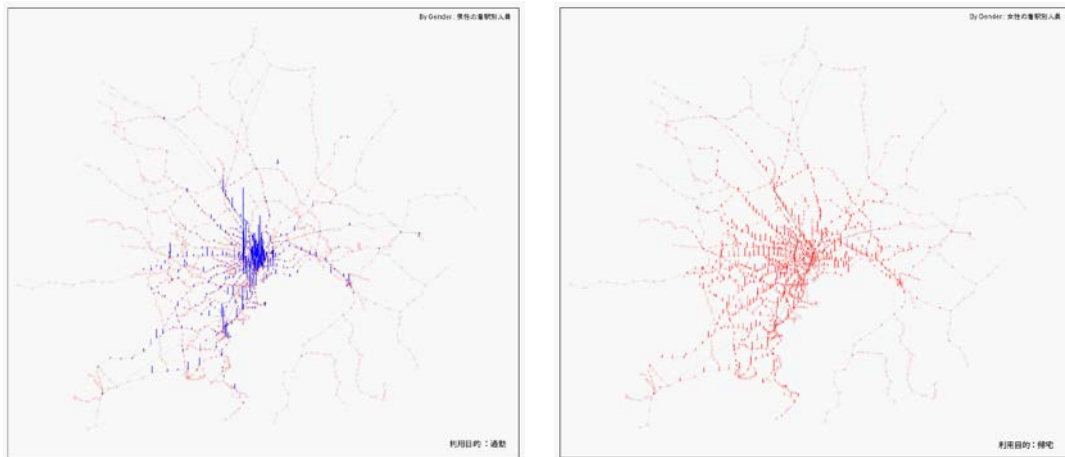 By Gender : 男性の着駅別人員
利用目的 : 通勤
By Gender : 女性の着駅別人員
利用目的 : 帰宅